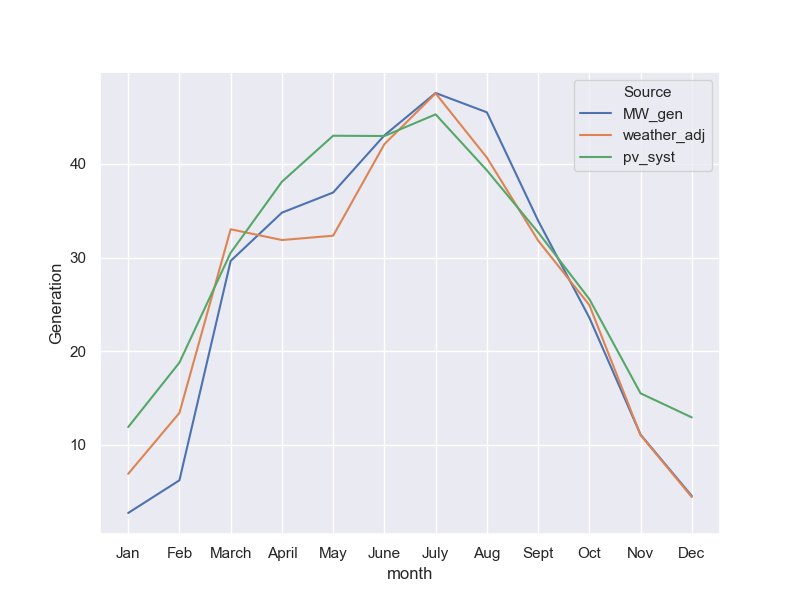 Source
MW_gen
weather_adj
pv_syst
40
30
20
10
Generation
Jan Feb March April May June July Aug Sept Oct Nov Dec
month